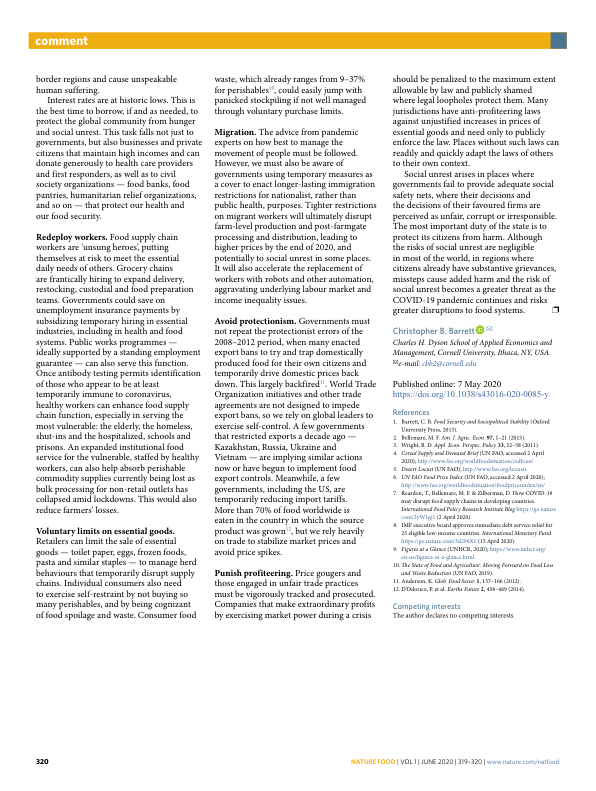 comment
border regions and cause unspeakable
human suffering.
Interest rates are at historic lows. This is
the best time to borrow, if and as needed, to
protect the global community from hunger
and social unrest. This task falls not just to
governments, but also businesses and private
citizens that maintain high incomes and can
donate generously to health care providers
and first responders, as well as to civil
society organizations — food banks, food
pantries, humanitarian relief organizations,
and so on — that protect our health and
our food security.
Redeploy workers. Food supply chain
workers are ‘unsung heroes’, putting
themselves at risk to meet the essential
daily needs of others. Grocery chains
are frantically hiring to expand delivery,
restocking, custodial and food preparation
teams. Governments could save on
unemployment insurance payments by
subsidizing temporary hiring in essential
industries, including in health and food
systems. Public works programmes —
ideally supported by a standing employment
guarantee — can also serve this function.
Once antibody testing permits identification
of those who appear to be at least
temporarily immune to coronavirus,
healthy workers can enhance food supply
chain function, especially in serving the
most vulnerable: the elderly, the homeless,
shut-ins and the hospitalized, schools and
prisons. An expanded institutional food
service for the vulnerable, staffed by healthy
workers, can also help absorb perishable
commodity supplies currently being lost as
bulk processing for non-retail outlets has
collapsed amid lockdowns. This would also
reduce farmers’ losses.
Voluntary limits on essential goods.
Retailers can limit the sale of essential
goods — toilet paper, eggs, frozen foods,
pasta and similar staples — to manage herd
behaviours that temporarily disrupt supply
chains. Individual consumers also need
to exercise self-restraint by not buying so
many perishables, and by being cognizant
of food spoilage and waste. Consumer food
waste, which already ranges from 9–37%
for perishables10, could easily jump with
panicked stockpiling if not well managed
through voluntary purchase limits.
Migration. The advice from pandemic
experts on how best to manage the
movement of people must be followed.
However, we must also be aware of
governments using temporary measures as
a cover to enact longer-lasting immigration
restrictions for nationalist, rather than
public health, purposes. Tighter restrictions
on migrant workers will ultimately disrupt
farm-level production and post-farmgate
processing and distribution, leading to
higher prices by the end of 2020, and
potentially to social unrest in some places.
It will also accelerate the replacement of
workers with robots and other automation,
aggravating underlying labour market and
income inequality issues.
Avoid protectionism. Governments must
not repeat the protectionist errors of the
2008–2012 period, when many enacted
export bans to try and trap domestically
produced food for their own citizens and
temporarily drive domestic prices back
down. This largely backfired11. World Trade
Organization initiatives and other trade
agreements are not designed to impede
export bans, so we rely on global leaders to
exercise self-control. A few governments
that restricted exports a decade ago —
Kazakhstan, Russia, Ukraine and
Vietnam — are implying similar actions
now or have begun to implement food
export controls. Meanwhile, a few
governments, including the US, are
temporarily reducing import tariffs.
More than 70% of food worldwide is
eaten in the country in which the source
product was grown12, but we rely heavily
on trade to stabilize market prices and
avoid price spikes.
Punish profiteering. Price gougers and
those engaged in unfair trade practices
must be vigorously tracked and prosecuted.
Companies that make extraordinary profits
by exercising market power during a crisis
should be penalized to the maximum extent
allowable by law and publicly shamed
where legal loopholes protect them. Many
jurisdictions have anti-profiteering laws
against unjustified increases in prices of
essential goods and need only to publicly
enforce the law. Places without such laws can
readily and quickly adapt the laws of others
to their own context.
Social unrest arises in places where
governments fail to provide adequate social
safety nets, where their decisions and
the decisions of their favoured firms are
perceived as unfair, corrupt or irresponsible.
The most important duty of the state is to
protect its citizens from harm. Although
the risks of social unrest are negligible
in most of the world, in regions where
citizens already have substantive grievances,
missteps cause added harm and the risk of
social unrest becomes a greater threat as the
COVID-19 pandemic continues and risks
greater disruptions to food systems.
Christopher B. Barrett
Charles H. Dyson School of Applied Economics and
Management, Cornell University, Ithaca, NY, USA.
✉e-mail: cbb2@cornell.edu
Published online: 7 May 2020
https://doi.org/10.1038/s43016-020-0085-y
References
1. Barrett, C. B. Food Security and Sociopolitical Stability (Oxford
University Press, 2013).
2. Bellemare, M. F. Am. J. Agric. Econ. 97, 1–21 (2015).
3. Wright, B. D. Appl. Econ. Perspec. Policy 33, 32–58 (2011).
4. Cereal Supply and Demand Brief (UN FAO, accessed 2 April
2020); http://www.fao.org/worldfoodsituation/csdb/en/
5. Desert Locust (UN FAO); http://www.fao.org/locusts
6. UN FAO Food Price Index (UN FAO, accessed 2 April 2020);
http://www.fao.org/worldfoodsituation/foodpricesindex/en/
7. Reardon, T., Bellemare, M. F. & Zilberman, D. How COVID-19
may disrupt food supply chains in developing countries.
International Food Policy Research Institute Blog https://go.nature.
(2 April 2020).
8. IMF executive board approves immediate debt service relief for
25 eligible low-income countries. International Monetary Fund
(15 April 2020).
9. Figures at a Glance (UNHCR, 2020); https://www.unhcr.org/
en-us/figures-at-a-glance.html
10. The State of Food and Agriculture. Moving Forward on Food Loss
and Waste Reduction (UN FAO, 2019).
11. Anderson, K. Glob. Food Secur. 1, 157–166 (2012).
12. D’Odorico, P. et al. Earths Future 2, 458–469 (2014).
Competing interests
The author declares no competing interests.
320
NATURE FOOD | VOL 1 | JUNE 2020 | 319–320 | www.nature.com/natfood